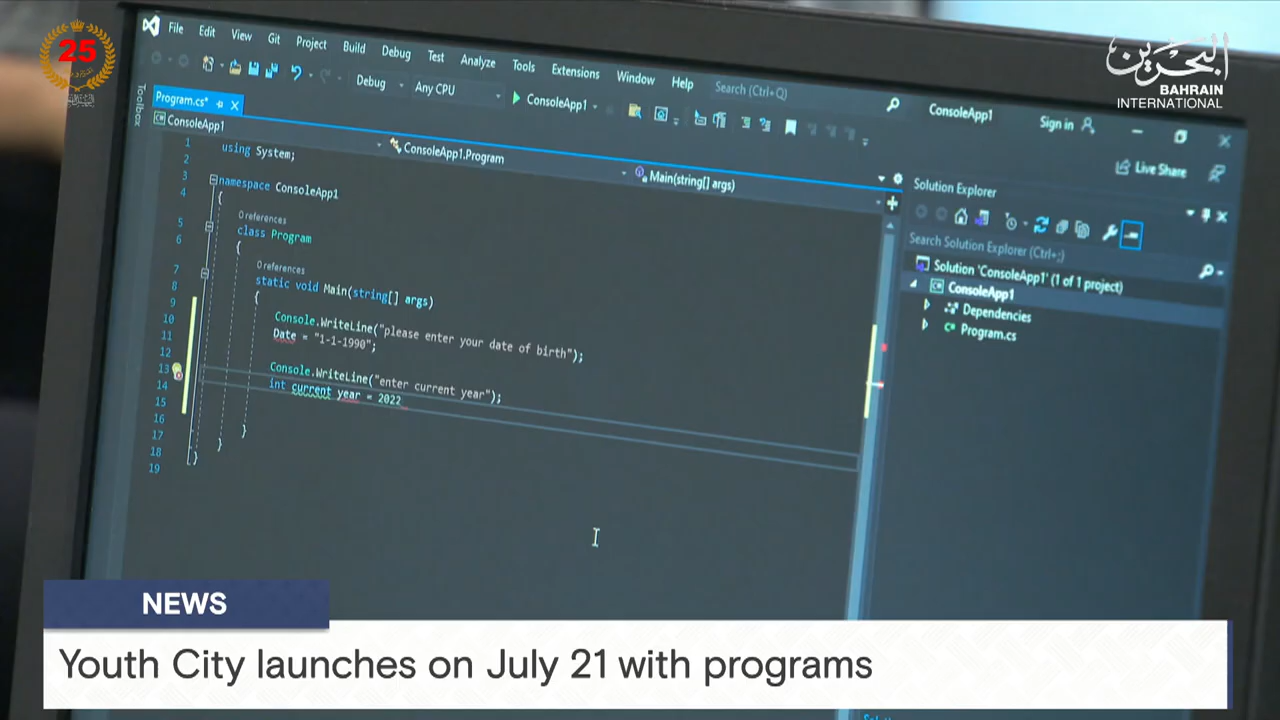 25
البحرين
BAHRAIN
INTERNATIONAL
File Edit View Git Project Build Debug Test Analyze Tools Extensions Window Help Search (Ctrl+Q) ConsoleApp1 Sign in
Debug Any CPU ConsoleApp1 Live Share
Toolbox
Program.cs*
ConsoleApp1 ConsoleApp1.Program Main(string[] args)
1 using System;
2
3 namespace ConsoleApp1
4 {
0 references
5 class Program
6 {
0 references
7 static void Main(string[] args)
8 {
9 Console.WriteLine("please enter your date of birth");
10 Date = "1-1-1990";
11
12 Console.WriteLine("enter current year");
13 int current year = 2022
14
15
16 }
17 }
18 }
19
Solution Explorer
Search Solution Explorer (Ctrl+;)
Solution 'ConsoleApp1' (1 of 1 project)
ConsoleApp1
Dependencies
Program.cs
NEWS
Youth City launches on July 21 with programs